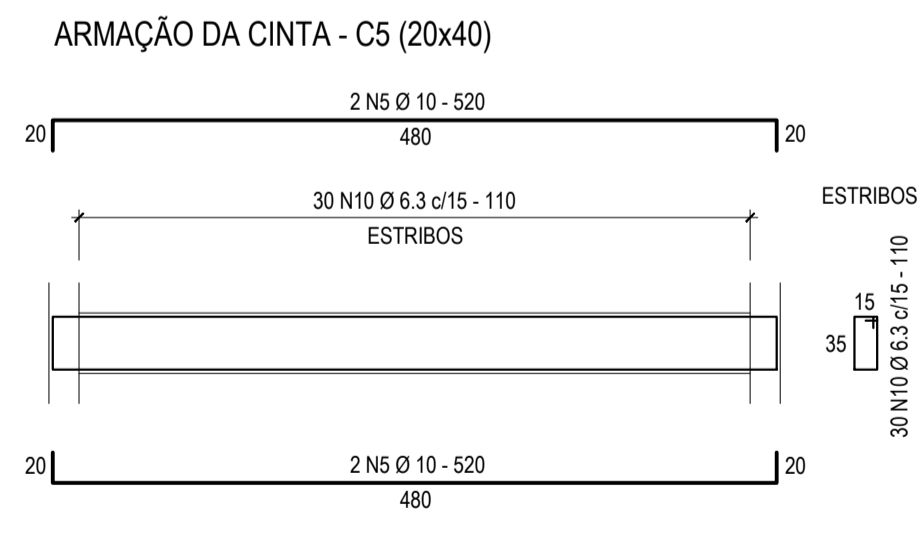 ARMAÇÃO DA CINTA - C5 (20x40)
2 N5 Ø 10 - 520
20
480
20
30 N10 Ø 6.3 c/15 - 110
ESTRIBOS
ESTRIBOS
15
35
30 N10 Ø 6.3 c/15 - 110
20
2 N5 Ø 10 - 520
20
480